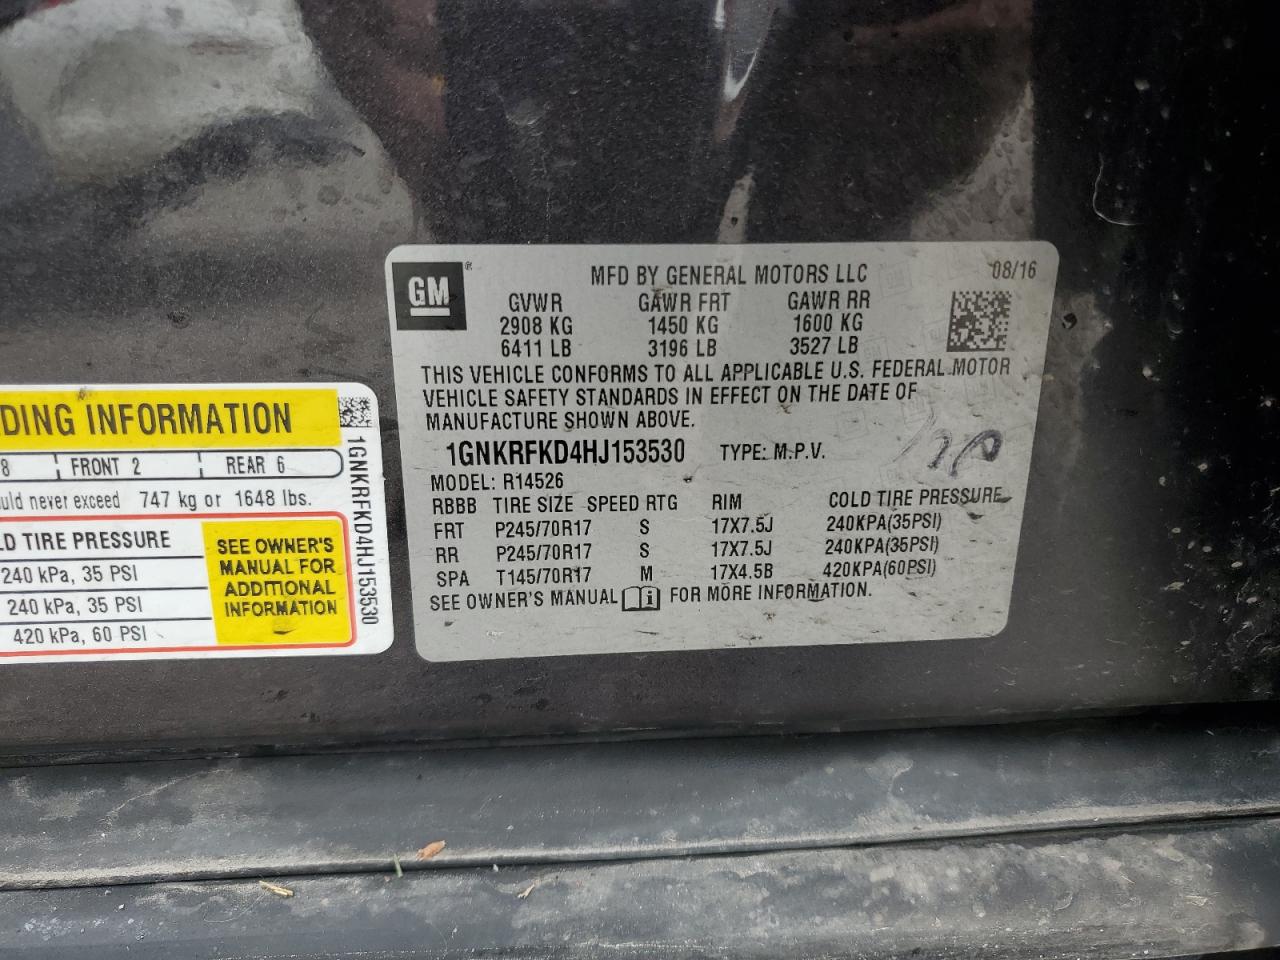 GM®
MFD BY GENERAL MOTORS LLC
08/16
GVWR GAWR FRT GAWR RR
2908 KG 1450 KG 1600 KG
6411 LB 3196 LB 3527 LB
THIS VEHICLE CONFORMS TO ALL APPLICABLE U.S. FEDERAL MOTOR
VEHICLE SAFETY STANDARDS IN EFFECT ON THE DATE OF
MANUFACTURE SHOWN ABOVE.
1GNKRFKD4HJ153530 TYPE: M.P.V.
MODEL: R14526
RBBB TIRE SIZE SPEED RTG RIM COLD TIRE PRESSURE
FRT P245/70R17 S 17X7.5J 240KPA(35PSI)
RR P245/70R17 S 17X7.5J 240KPA(35PSI)
SPA T145/70R17 M 17X4.5B 420KPA(60PSI)
SEE OWNER'S MANUAL i FOR MORE INFORMATION.
DING INFORMATION
8 FRONT 2 REAR 6
uld never exceed 747 kg or 1648 lbs.
LD TIRE PRESSURE
240 kPa, 35 PSI
240 kPa, 35 PSI
420 kPa, 60 PSI
SEE OWNER'S
MANUAL FOR
ADDITIONAL
INFORMATION
1GNKRFKD4HJ153530